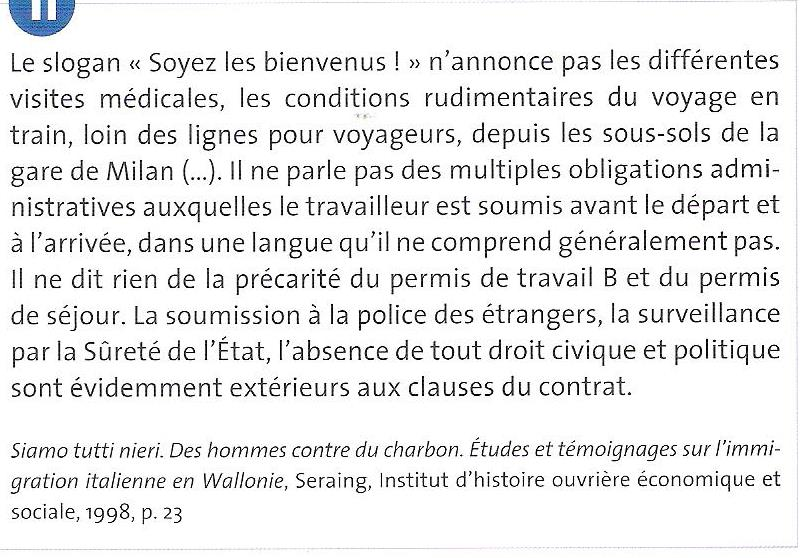 11
Le slogan « Soyez les bienvenus ! » n'annonce pas les différentes
visites médicales, les conditions rudimentaires du voyage en
train, loin des lignes pour voyageurs, depuis les sous-sols de la
gare de Milan (...). Il ne parle pas des multiples obligations admi-
nistratives auxquelles le travailleur est soumis avant le départ et
à l'arrivée, dans une langue qu'il ne comprend généralement pas.
Il ne dit rien de la précarité du permis de travail B et du permis
de séjour. La soumission à la police des étrangers, la surveillance
par la Sûreté de l'État, l'absence de tout droit civique et politique
sont évidemment extérieurs aux clauses du contrat.
Siamo tutti nieri. Des hommes contre du charbon. Études et témoignages sur l'immi-
gration italienne en Wallonie, Seraing, Institut d'histoire ouvrière économique et
sociale, 1998, p. 23